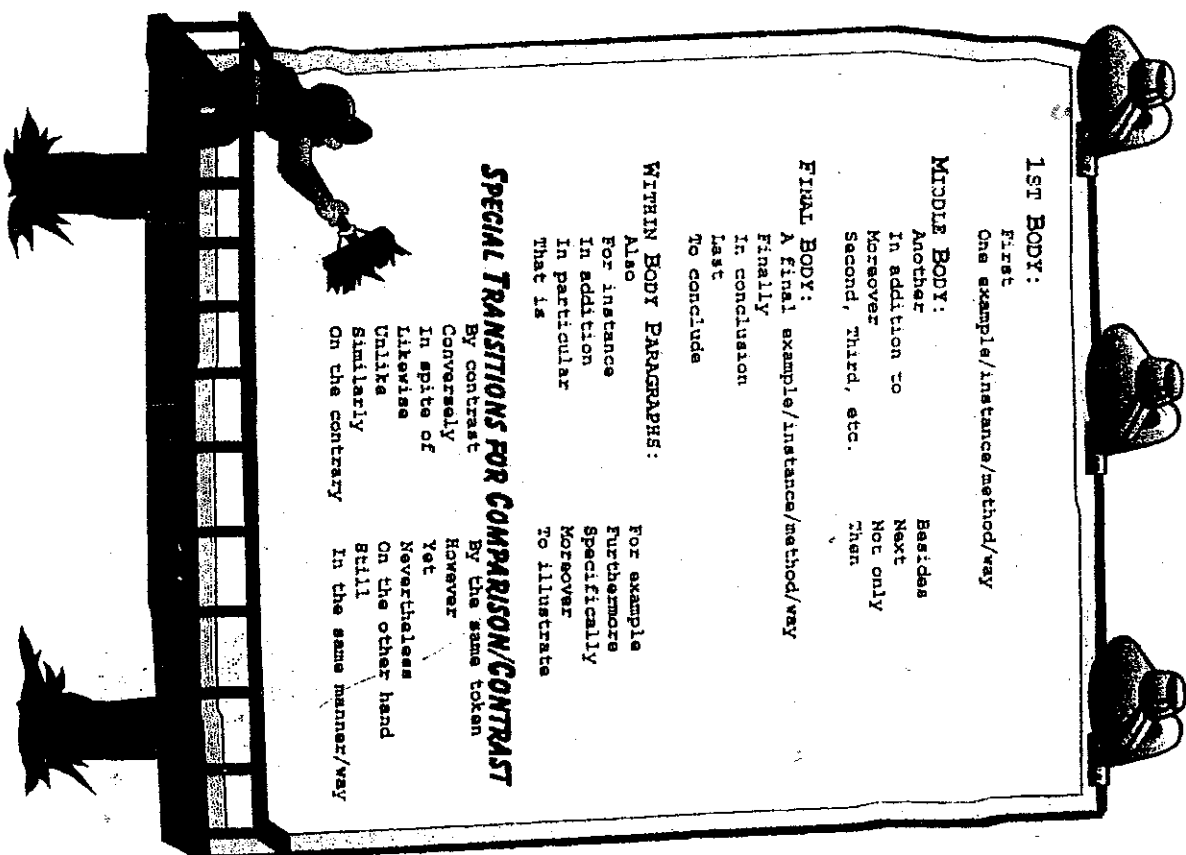 1ST BODY:
First
One example/instance/method/way
MIDDLE BODY:
Another
In addition to
Moreover
Second, Third, etc.
Besides
Next
Not only
Then
FINAL BODY:
A final example/instance/method/way
Finally
In conclusion
Last
To conclude
WITHIN BODY PARAGRAPHS:
Also
For instance
In addition
In particular
That is
For example
Furthermore
Specifically
Moreover
To illustrate
SPECIAL TRANSITIONS FOR COMPARISON/CONTRAST
By contrast
Conversely
In spite of
Likewise
Unlike
Similarly
On the contrary
By the same token
However
Yet
Nevertheless
On the other hand
Still
In the same manner/way